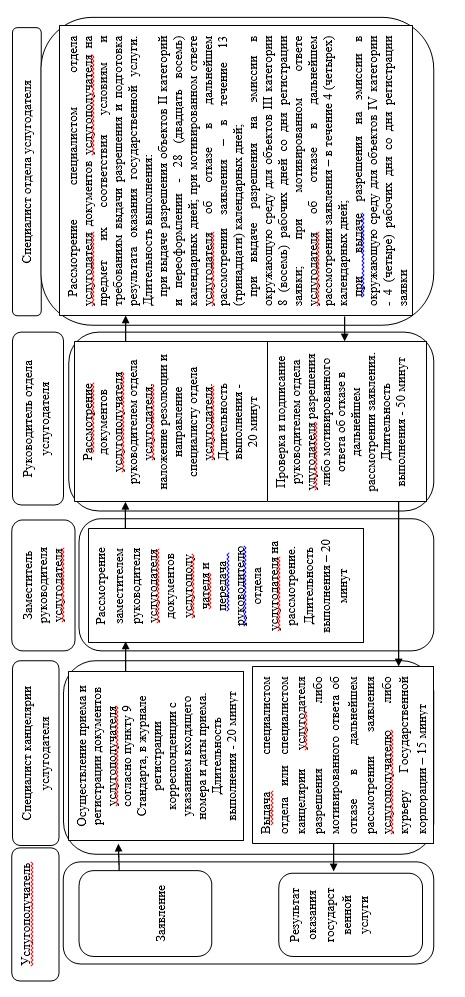 Услугополучатель
Специалист канцелярии
услугодателя
Заместитель
руководителя
услугодателя
Руководитель отдела
услугодателя
Специалист отдела услугодателя
Заявление
Осуществление приема и
регистрации документов
услугополучателя
согласно пункту 9
Стандарта, в журнале
регистрации
корреспонденции с
указанием входящего
номера и даты приема.
Длительность
выполнения - 20 минут
Рассмотрение
заместителем
руководителя
услугодателя
документов
услугополу
чателя и
передача
руководителю
отдела
услугодателя на
рассмотрение.
Длительность
выполнения – 20
минут
Рассмотрение
документов
услугополучателя
руководителем отдела
услугодателя,
наложение резолюции и
направление
специалисту отдела
услугодателя.
Длительность
выполнения -
20 минут
Рассмотрение специалистом отдела
услугодателя документов услугополучателя на
предмет их соответствия условиям и
требованиям выдачи разрешения и подготовка
результата оказания государственной услуги.
Длительность выполнения:
при выдаче разрешения объектов II категорий
и переоформлении - 28 (двадцать восемь)
календарных дней, при мотивированном ответе
услугодателя об отказе в дальнейшем
рассмотрении заявления – в течение 13
(тринадцати) календарных дней;
при выдаче разрешения на эмиссии в
окружающую среду для объектов III категории
8 (восемь) рабочих дней со дня регистрации
заявки; при мотивированном ответе
услугодателя об отказе в дальнейшем
рассмотрении заявления – в течение 4 (четырех)
календарных дней;
при выдаче разрешения на эмиссии в
окружающую среду для объектов IV категории
- 4 (четыре) рабочих дня со дня регистрации
заявки
Проверка и подписание
руководителем отдела
услугодателя разрешения
либо мотивированного
ответа об отказе в
дальнейшем
рассмотрении заявления.
Длительность
выполнения - 30 минут
Выдача специалистом
отдела или специалистом
канцелярии услугодателя
разрешения либо
мотивированного ответа об
отказе в дальнейшем
рассмотрении заявления
услугополучателю либо
курьеру Государственной
корпорации – 15 минут
Результат
оказания
государст
венной
услуги